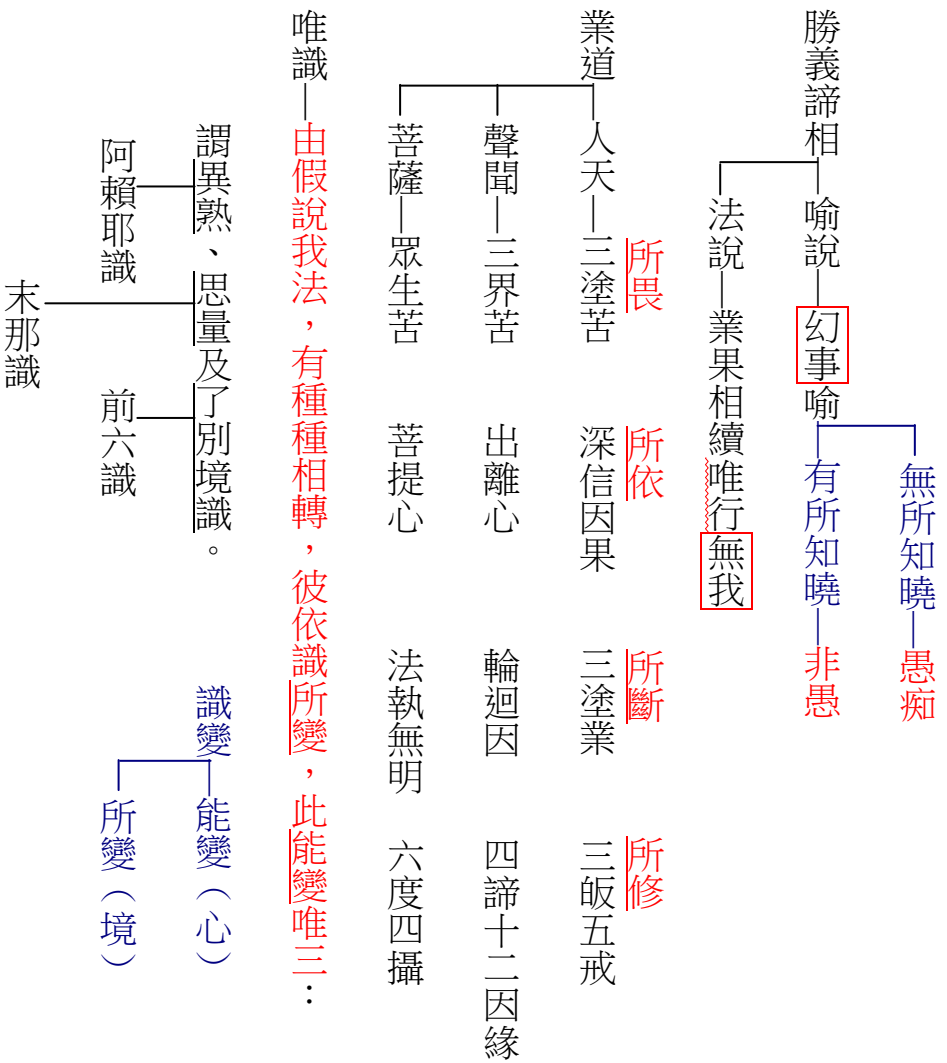 無所知曉—愚痴
勝義諦相
喻說—幻事喻
有所知曉—非愚
法說—業果相續唯行無我
所畏
所依
所斷
所修
業道
人天—三塗苦
深信因果
三塗業
三皈五戒
聲聞—三界苦
出離心
輪迴因
四諦十二因緣
菩薩—眾生苦
菩提心
法執無明
六度四攝
唯識—由假說我法，有種種相轉，彼依識所變，此能變唯三：
謂異熟、思量及了別境識。
識變
能變（心）
阿賴耶識
前六識
所變（境）
末那識